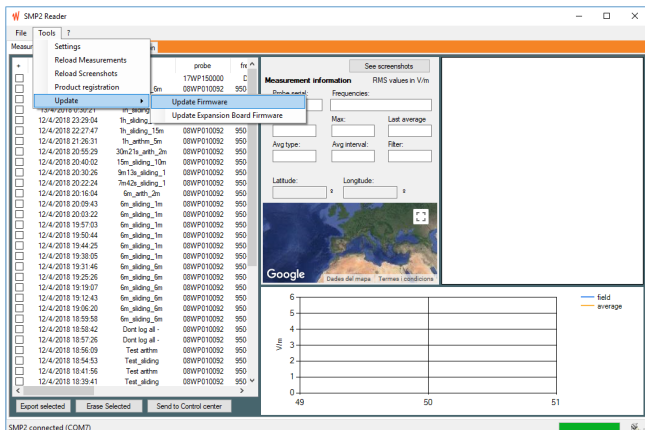 SMP2 Reader
File Tools ?
Settings
Reload Measurements
Reload Screenshots
Product registration
Update
Update Firmware
Update Expansion Board Firmware
probe
17WP150000
6m 08WP010092 950
12/4/2018 23:29:04 1h_sliding_ 08WP010092 950
12/4/2018 22:27:47 1h_sliding_15m 08WP010092 950
12/4/2018 21:26:31 1h_arithm_5m 08WP010092 950
12/4/2018 20:55:29 30m21s_arith_2m 08WP010092 950
12/4/2018 20:40:02 15m_sliding_10m 08WP010092 950
12/4/2018 20:30:26 9m13s_sliding_1 08WP010092 950
12/4/2018 20:22:24 7m42s_sliding_1 08WP010092 950
12/4/2018 20:16:04 6m_arith_2m 08WP010092 950
12/4/2018 20:09:43 6m_sliding_1m 08WP010092 950
12/4/2018 20:03:22 6m_sliding_1m 08WP010092 950
12/4/2018 19:57:03 6m_sliding_1m 08WP010092 950
12/4/2018 19:50:44 6m_sliding_1m 08WP010092 950
12/4/2018 19:44:25 6m_sliding_1m 08WP010092 950
12/4/2018 19:38:05 6m_sliding_1m 08WP010092 950
12/4/2018 19:31:46 6m_sliding_6m 08WP010092 950
12/4/2018 19:25:26 6m_sliding_6m 08WP010092 950
12/4/2018 19:19:07 6m_sliding_6m 08WP010092 950
12/4/2018 19:12:43 6m_sliding_6m 08WP010092 950
12/4/2018 19:06:20 6m_sliding_6m 08WP010092 950
12/4/2018 18:59:58 6m_sliding_6m 08WP010092 950
12/4/2018 18:58:42 Dont log all - 08WP010092 950
12/4/2018 18:57:26 Dont log all - 08WP010092 950
12/4/2018 18:56:09 Test arithm 08WP010092 950
12/4/2018 18:54:53 Test_sliding 08WP010092 950
12/4/2018 18:41:56 Test arithm 08WP010092 950
12/4/2018 18:39:41 Test_sliding 08WP010092 950
Export selected Erase Selected Send to Control center
SMP2 connected (COM7)
See screenshots
Measurement information RMS values in V/m
Probe serial: Frequencies:
Max: Last average
Avg type: Avg interval: Filter:
Latitude: Longitude:
º º
Google
Dades del mapa Termes i condicions
6
5
4
3
2
1
0
V/m
49 50 51
field
average